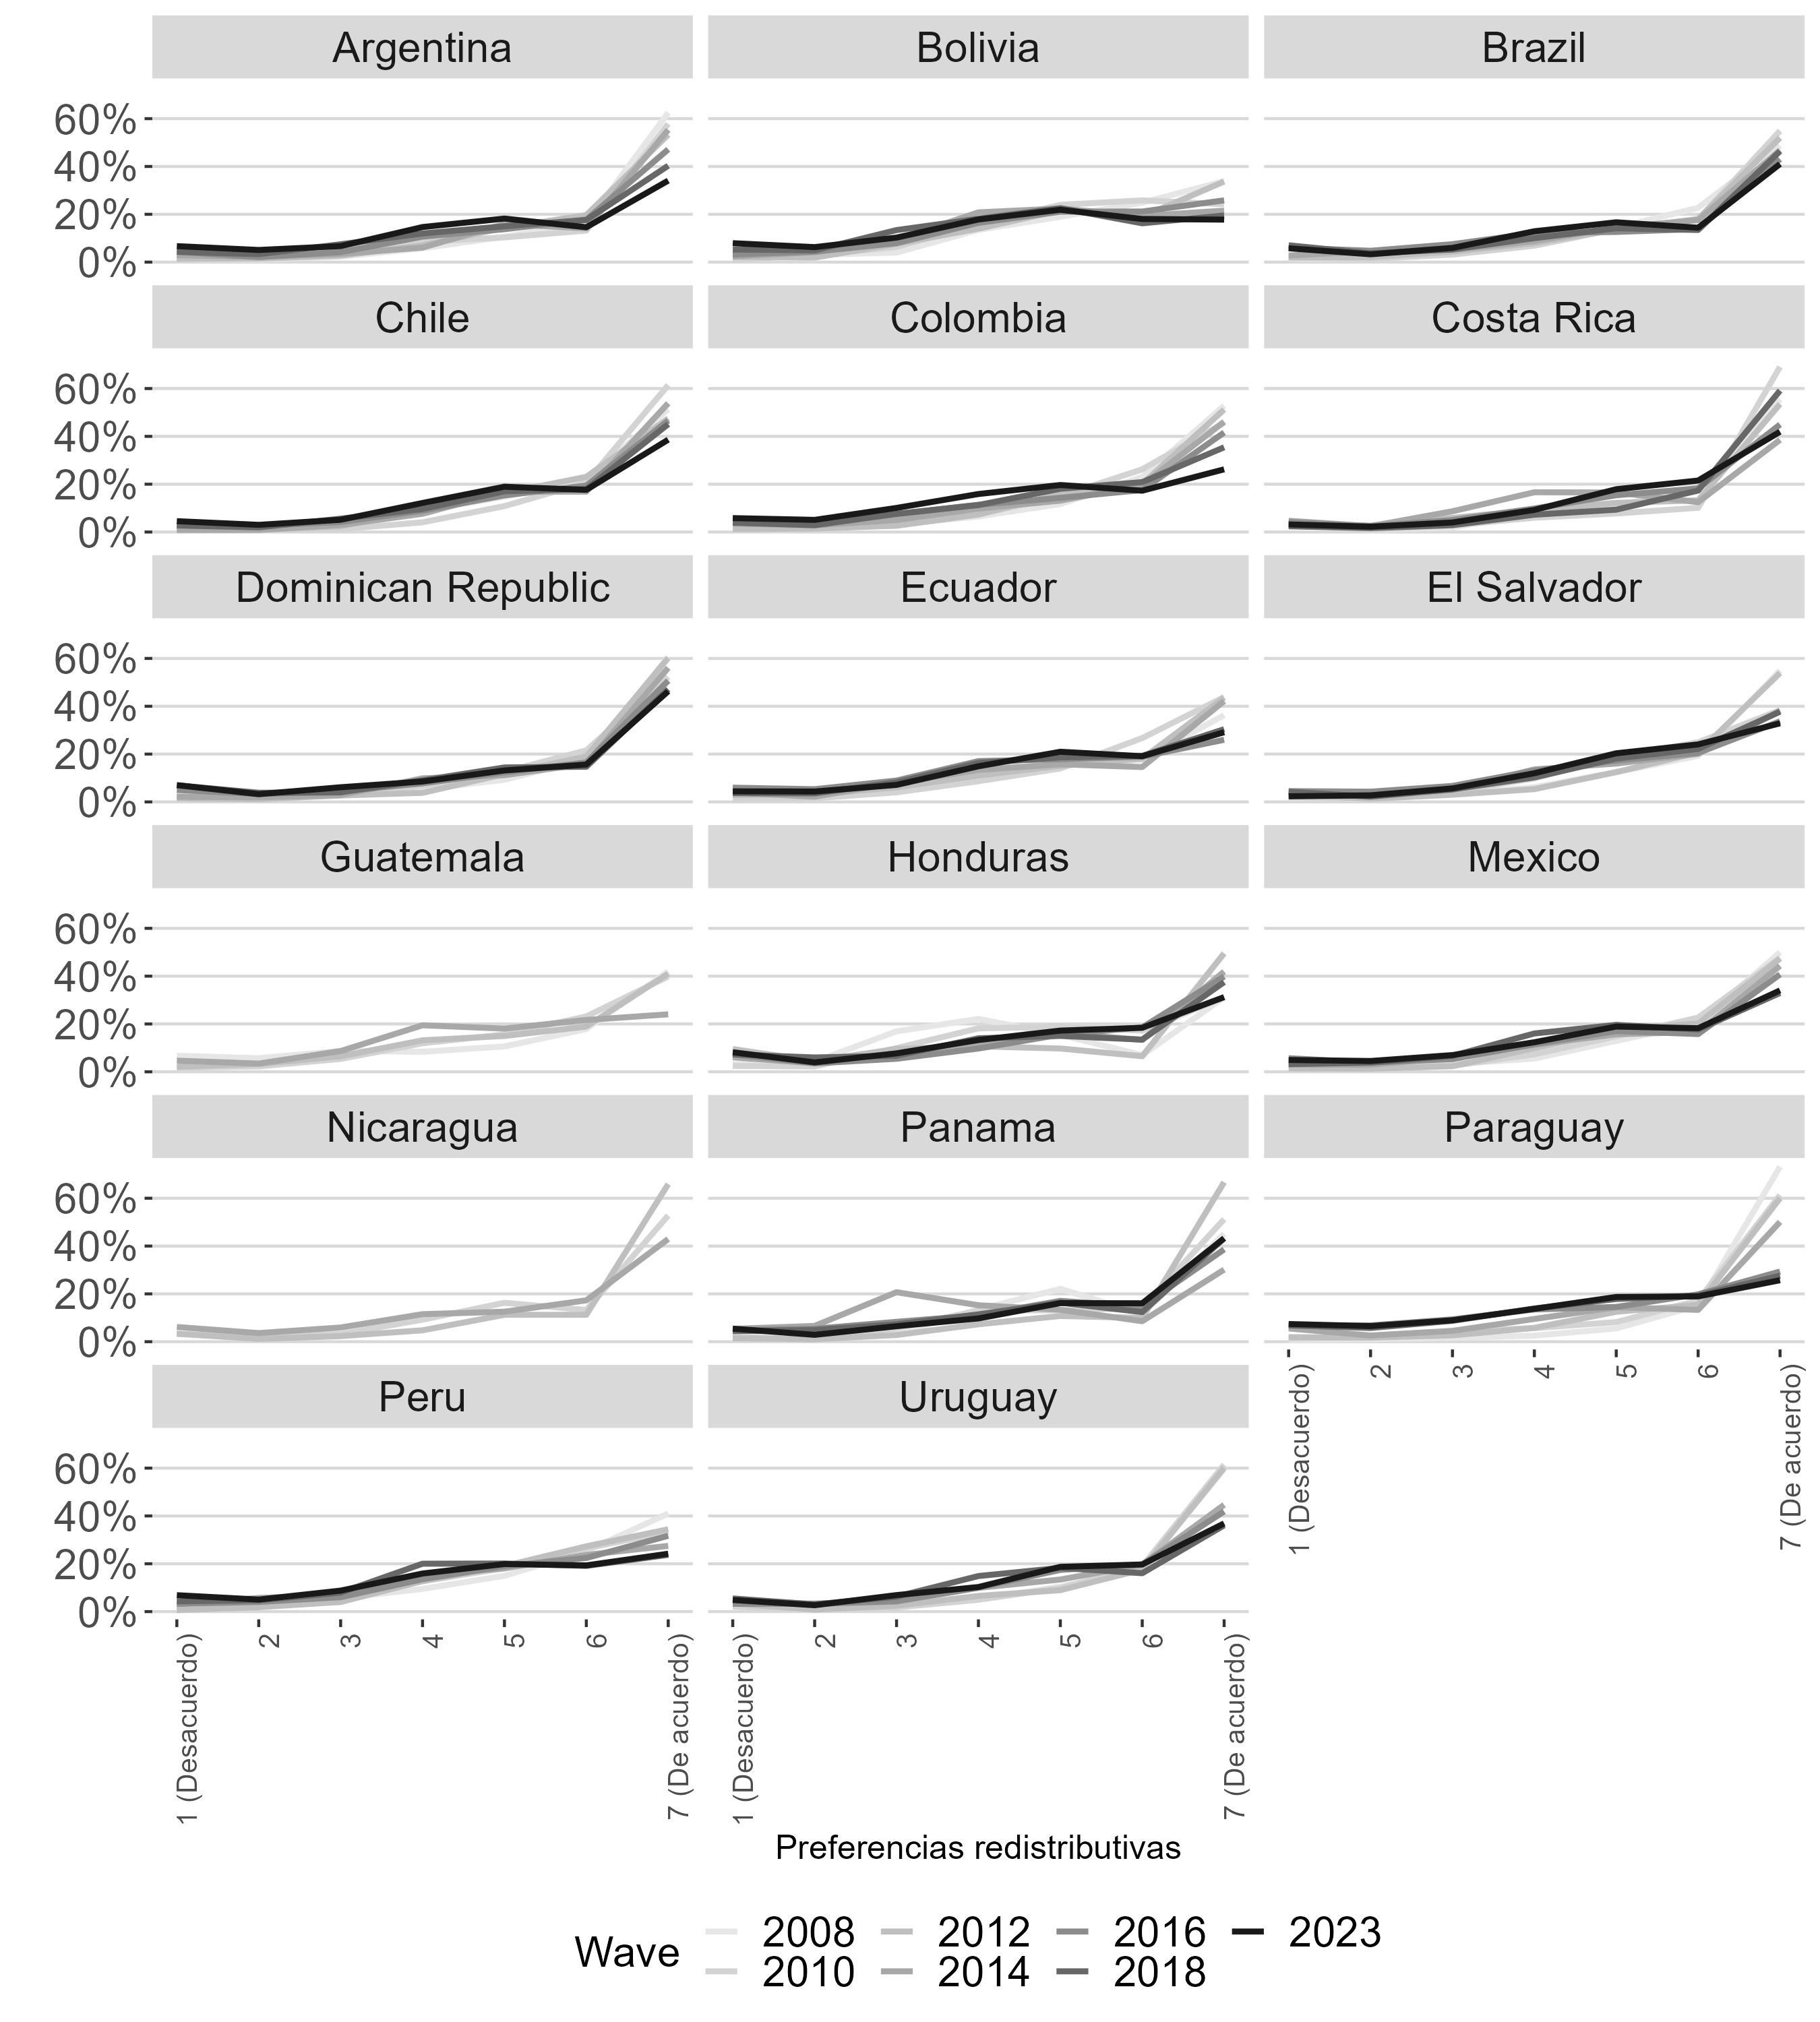 Argentina Bolivia Brazil
60%
40%
20%
0%
Chile Colombia Costa Rica
60%
40%
20%
0%
Dominican Republic Ecuador El Salvador
60%
40%
20%
0%
Guatemala Honduras Mexico
60%
40%
20%
0%
Nicaragua Panama Paraguay
60%
40%
20%
0%
1 (Desacuerdo) 2 3 4 5 6 7 (De acuerdo)
Peru Uruguay
60%
40%
20%
0%
1 (Desacuerdo) 2 3 4 5 6 7 (De acuerdo) 1 (Desacuerdo) 2 3 4 5 6 7 (De acuerdo)
Preferencias redistributivas
Wave
2008 2012 2016 2023
2010 2014 2018